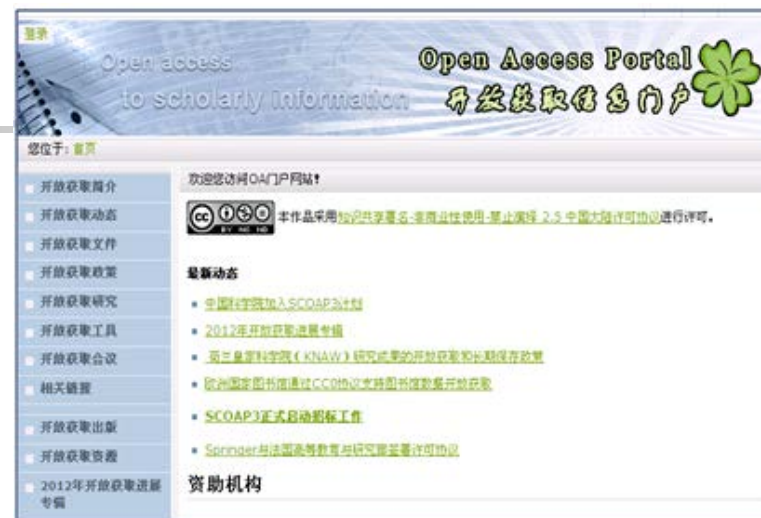 登录
Open access
to scholarly information
Open Access Portal
开放获取信息门户
您位于: 首页
开放获取简介
开放获取动态
开放获取文件
开放获取政策
开放获取研究
开放获取工具
开放获取会议
相关链接
开放获取出版
开放获取资源
2012年开放获取进展
专辑
欢迎您访问OA门户网站!
cc BY NC ND
本作品采用知识共享署名-非商业性使用-禁止演绎 2.5 中国大陆许可协议进行许可。
最新动态
中国科学院加入SCOAP3计划
2012年开放获取进展专辑
荷兰皇家科学院(KNAW)研究成果的开放获取和长期保存政策
欧洲国家图书馆通过CC0协议支持图书馆数据开放获取
SCOAP3正式启动招标工作
Springer与法国高等教育与研究部签署许可协议
资助机构